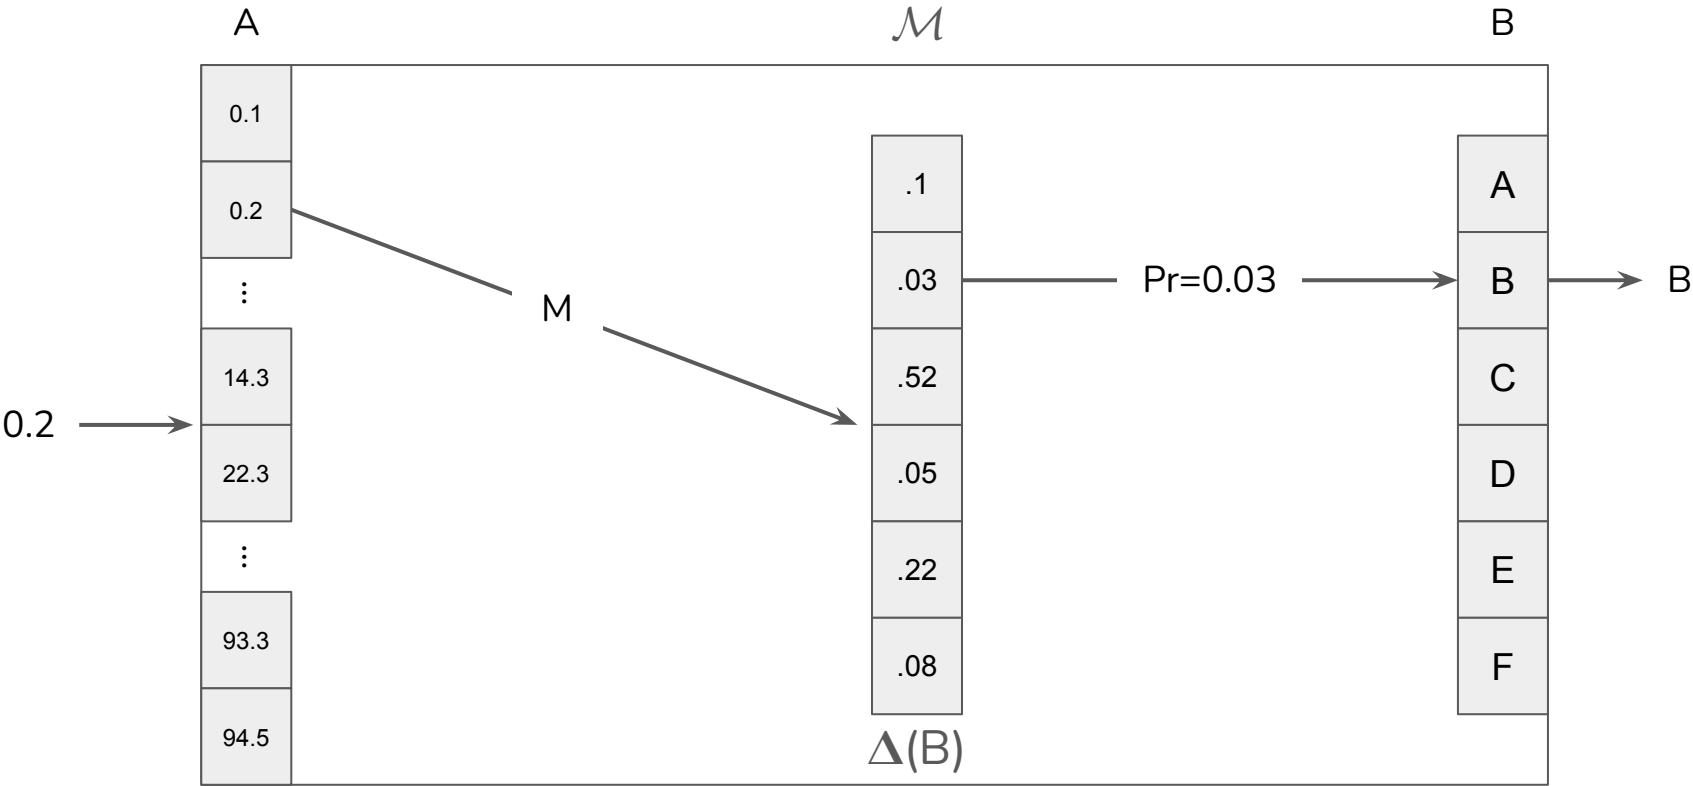 A
ℳ
B
0.1
0.2
⋮
14.3
22.3
⋮
93.3
94.5
0.2
M
.1
.03
.52
.05
.22
.08
Δ(B)
Pr=0.03
A
B
C
D
E
F
B